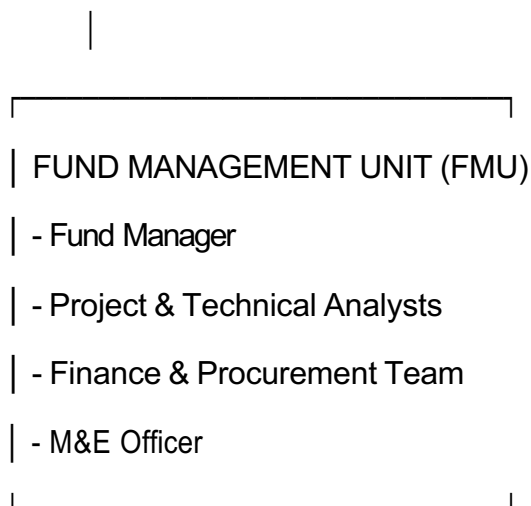 FUND MANAGEMENT UNIT (FMU)
- Fund Manager
- Project & Technical Analysts
- Finance & Procurement Team
- M&E Officer